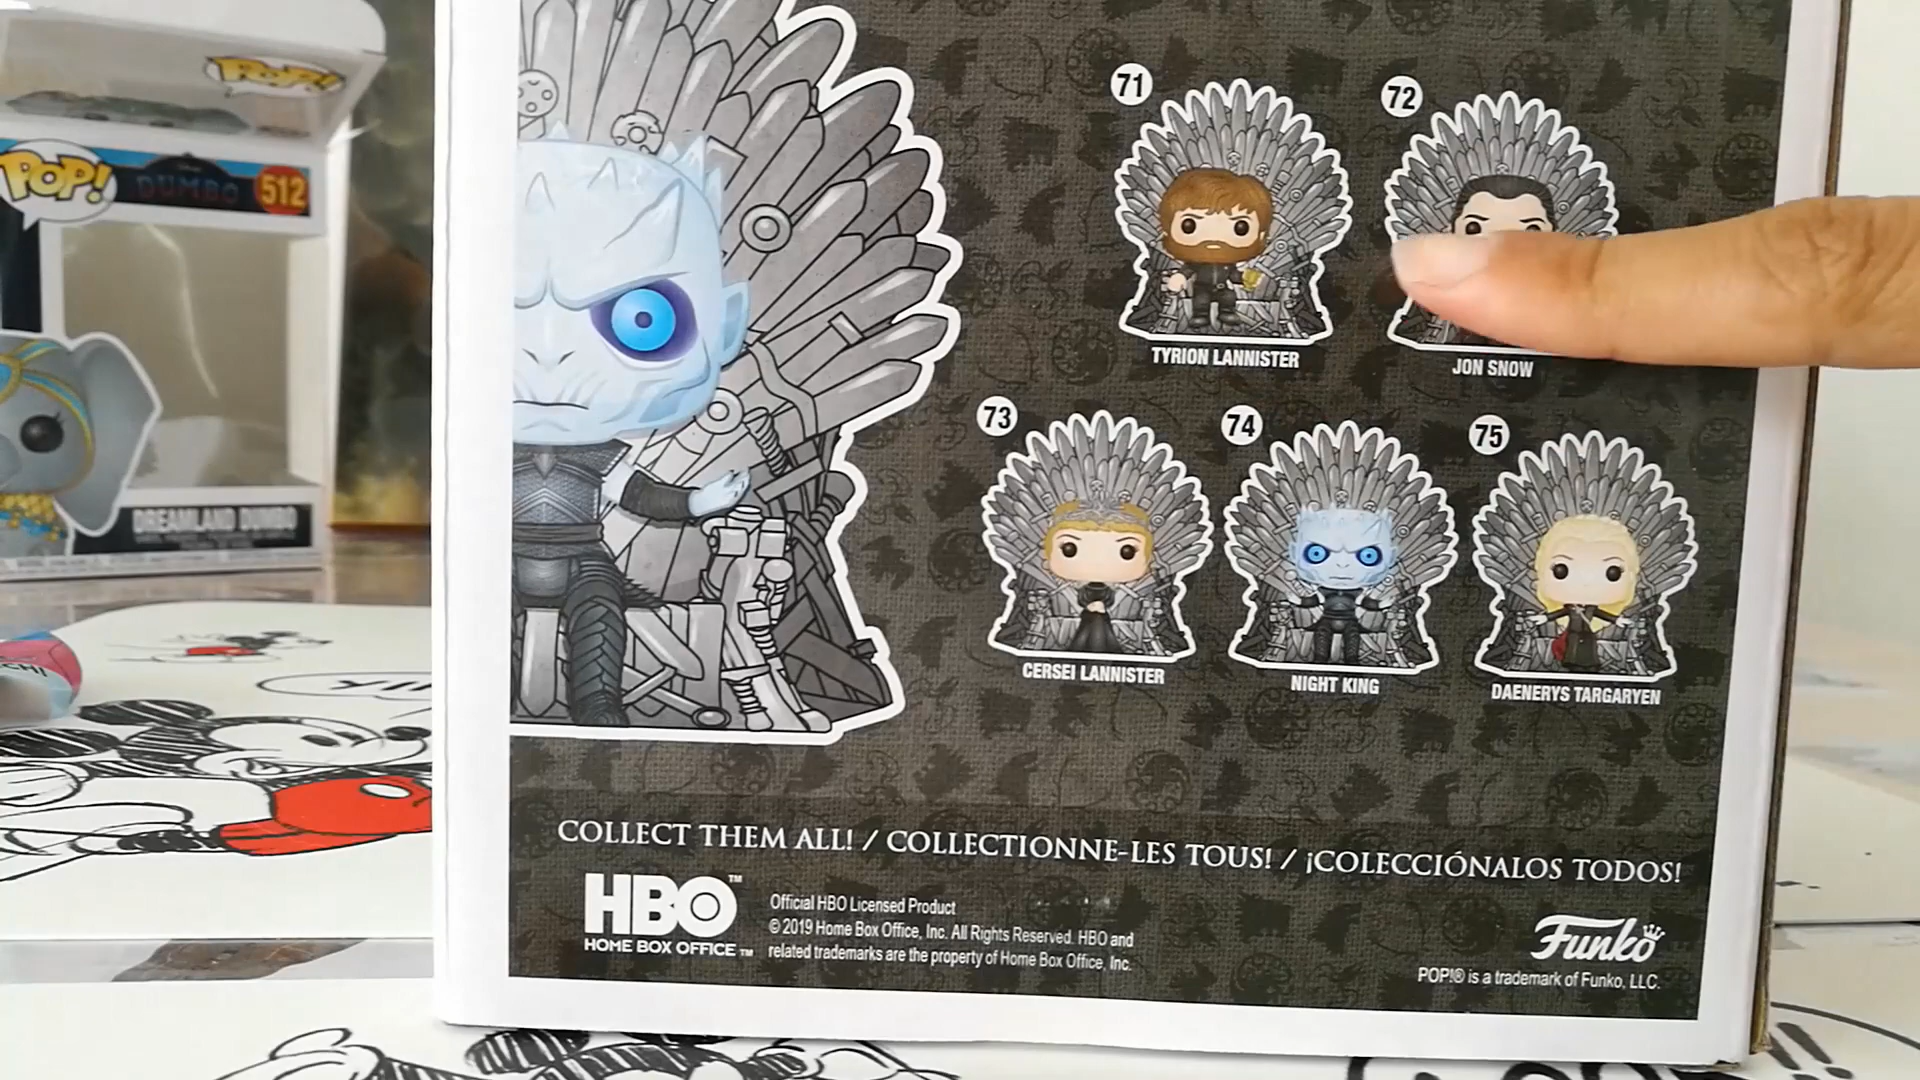 POP!
POP!
DUMBO
512
DREAMLAND DUMBO
71
TYRION LANNISTER
72
JON SNOW
73
CERSEI LANNISTER
74
NIGHT KING
75
DAENERYS TARGARYEN
COLLECT THEM ALL! / COLLECTIONNE-LES TOUS! / ¡COLECCIÓNALOS TODOS!
HBO™
HOME BOX OFFICE™
Official HBO Licensed Product
© 2019 Home Box Office, Inc. All Rights Reserved. HBO and
related trademarks are the property of Home Box Office, Inc.
Funko
POP!® is a trademark of Funko, LLC.